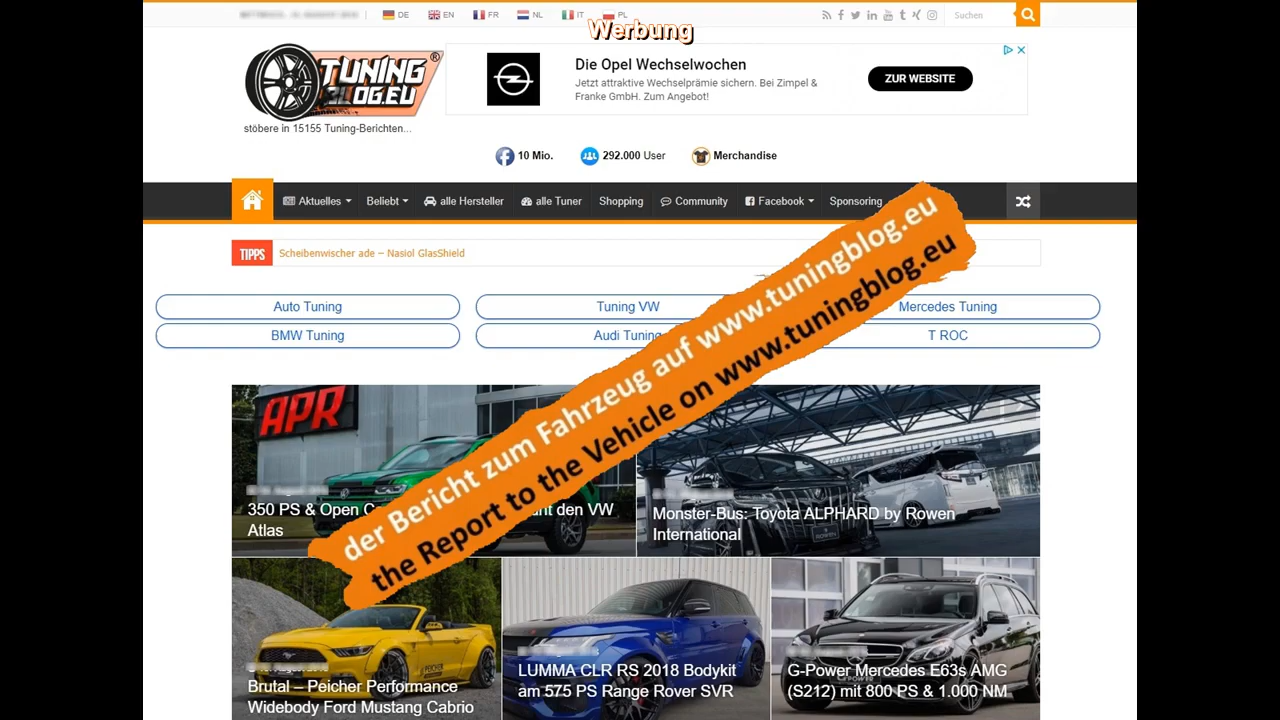 DE EN FR NL IT PL
Suchen
Werbung
TUNING
BLOG.EU
®
stöbere in 15155 Tuning-Berichten...
Die Opel Wechselwochen
Jetzt attraktive Wechselprämie sichern. Bei Zimpel &
Franke GmbH. Zum Angebot!
ZUR WEBSITE
10 Mio. 292.000 User Merchandise
Aktuelles Beliebt alle Hersteller alle Tuner Shopping Community Facebook Sponsoring
TIPPS Scheibenwischer ade – Nasiol GlasShield
Auto Tuning Tuning VW Mercedes Tuning
BMW Tuning Audi Tuning T ROC
der Bericht zum Fahrzeug auf www.tuningblog.eu
the Report to the Vehicle on www.tuningblog.eu
APR
350 PS & Open den VW
Atlas
Monster-Bus: Toyota ALPHARD by Rowen
International
PEICHER
Brutal – Peicher Performance
Widebody Ford Mustang Cabrio
LUMMA CLR RS 2018 Bodykit
am 575 PS Range Rover SVR
G-Power Mercedes E63s AMG
(S212) mit 800 PS & 1.000 NM